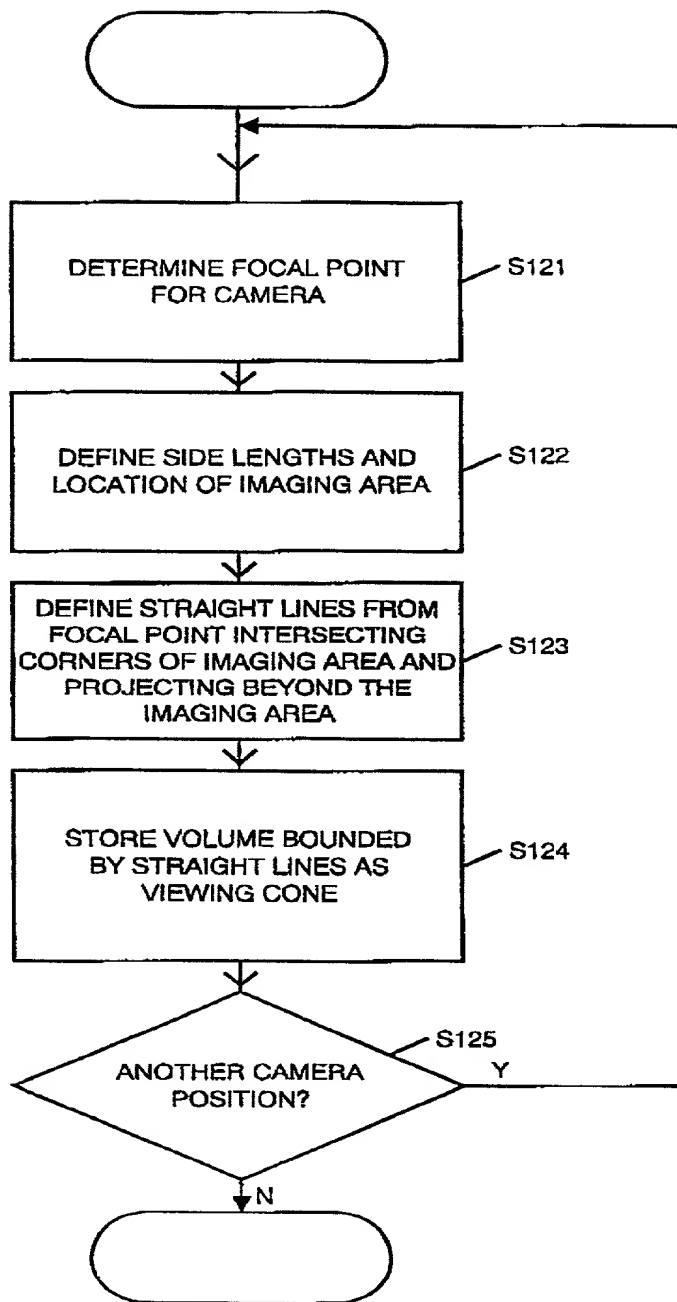 DETERMINE FOCAL POINT
FOR CAMERA
S121
DEFINE SIDE LENGTHS AND
LOCATION OF IMAGING AREA
S122
DEFINE STRAIGHT LINES FROM
FOCAL POINT INTERSECTING
CORNERS OF IMAGING AREA AND
PROJECTING BEYOND THE
IMAGING AREA
S123
STORE VOLUME BOUNDED
BY STRAIGHT LINES AS
VIEWING CONE
S124
ANOTHER CAMERA
POSITION?
S125
Y
N